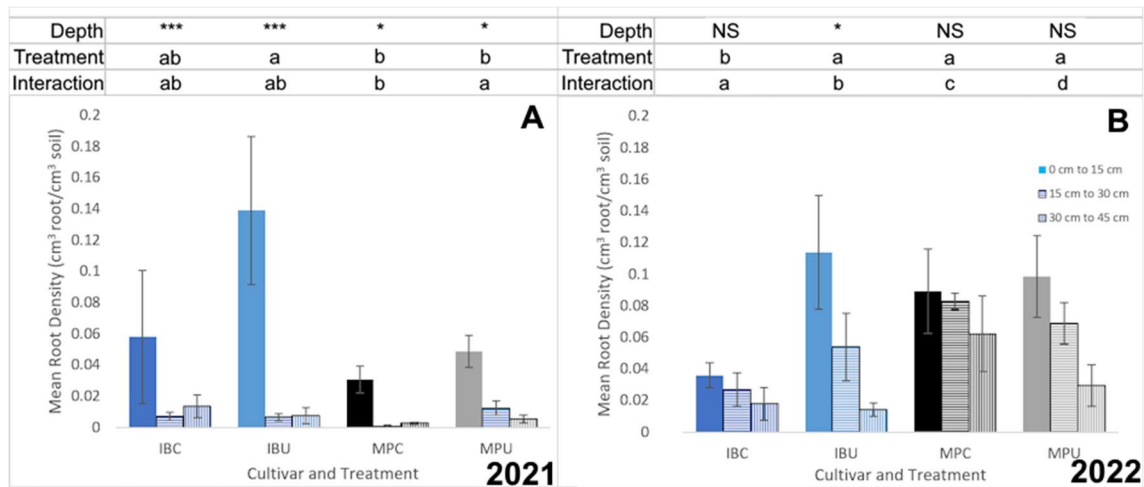 Depth *** *** * *
Treatment ab a b b
Interaction ab ab b a
A
Mean Root Density (cm³ root/cm³ soil)
0.2
0.18
0.16
0.14
0.12
0.1
0.08
0.06
0.04
0.02
0
IBC IBU MPC MPU
Cultivar and Treatment
2021
Depth NS * NS NS
Treatment b a a a
Interaction a b c d
B
Mean Root Density (cm³ root/cm³ soil)
0.2
0.18
0.16
0.14
0.12
0.1
0.08
0.06
0.04
0.02
0
0 cm to 15 cm
15 cm to 30 cm
30 cm to 45 cm
IBC IBU MPC MPU
Cultivar and Treatment
2022